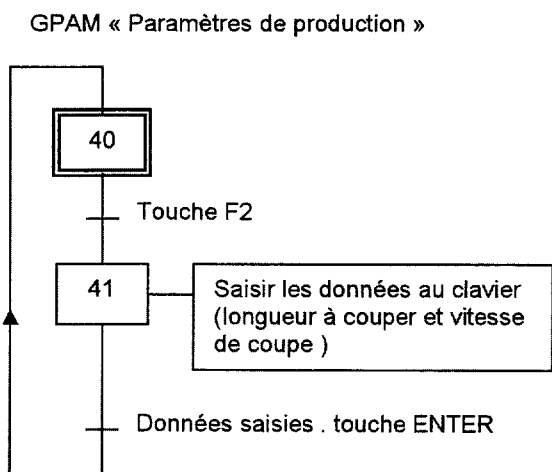 GPAM « Paramètres de production »
40
Touche F2
41
Saisir les données au clavier
(longueur à couper et vitesse
de coupe )
Données saisies . touche ENTER